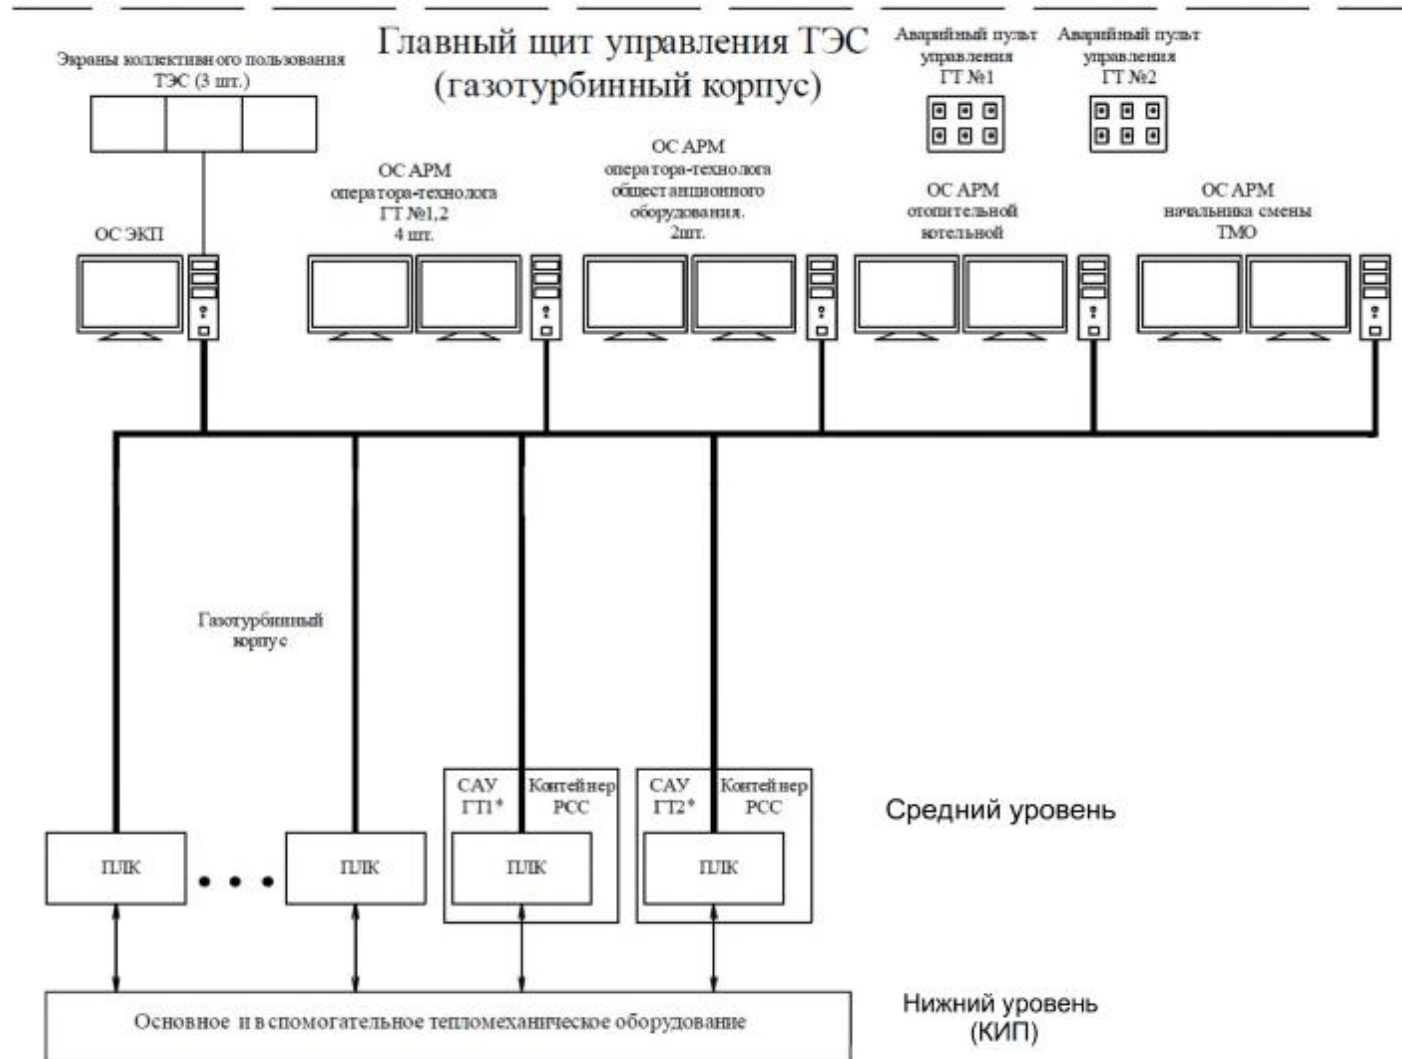 Главный щит управления ТЭС
(газотурбинный корпус)
Экраны коллективного пользования
ТЭС (3 шт.)
Аварийный пульт
управления
ГТ №1
Аварийный пульт
управления
ГТ №2
ОС ЭКП
ОС АРМ
оператора-технолога
ГТ №1,2
4 шт.
ОС АРМ
оператора-технолога
общестанционного
оборудования.
2шт.
ОС АРМ
отопительной
котельной
ОС АРМ
начальника смены
ТМО
Газотурбинный
корпус
САУ
ГТ1*
Контейнер
РСС
САУ
ГТ2*
Контейнер
РСС
Средний уровень
ПЛК
ПЛК
ПЛК
ПЛК
Основное и вспомогательное тепломеханическое оборудование
Нижний уровень
(КИП)